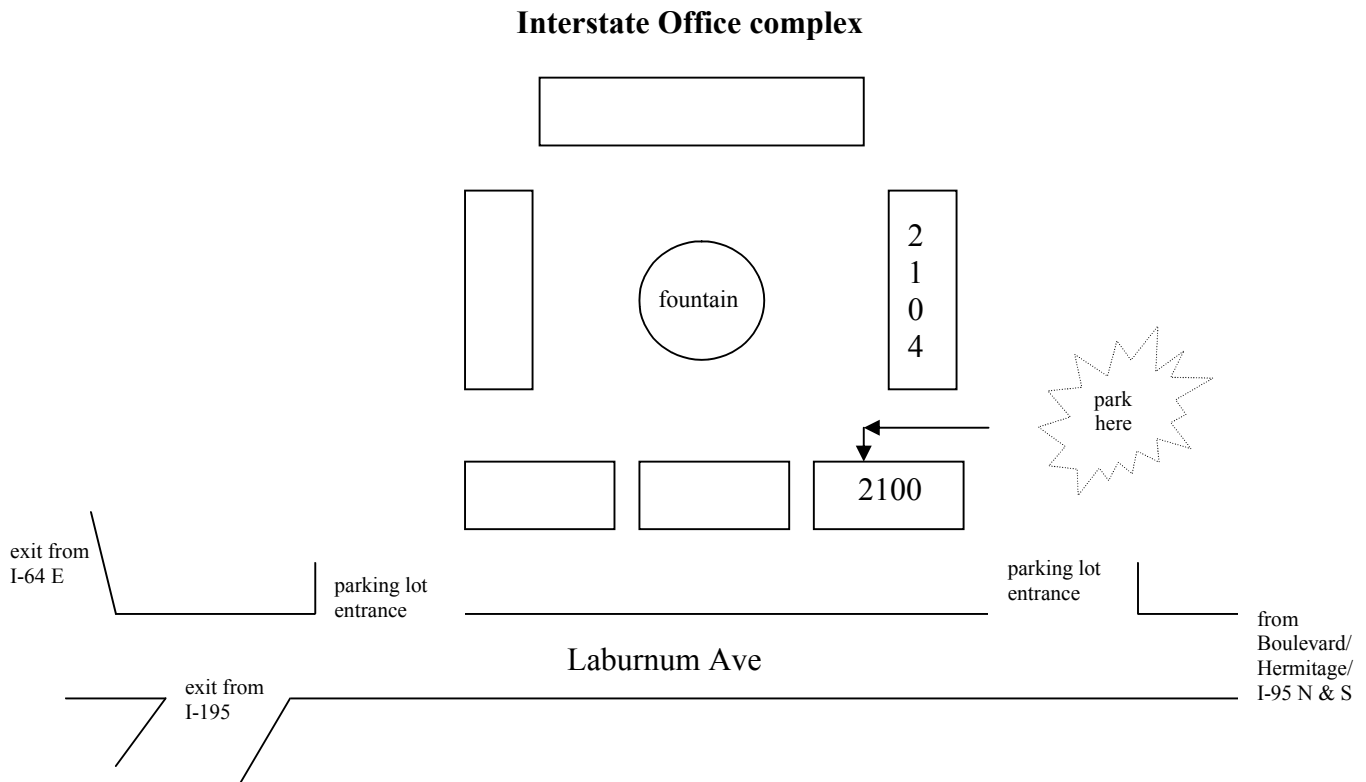 Interstate Office complex
2
1
0
4
fountain
park
here
2100
exit from
I-64 E
parking lot
entrance
parking lot
entrance
from
Boulevard/
Hermitage/
I-95 N & S
Laburnum Ave
exit from
I-195